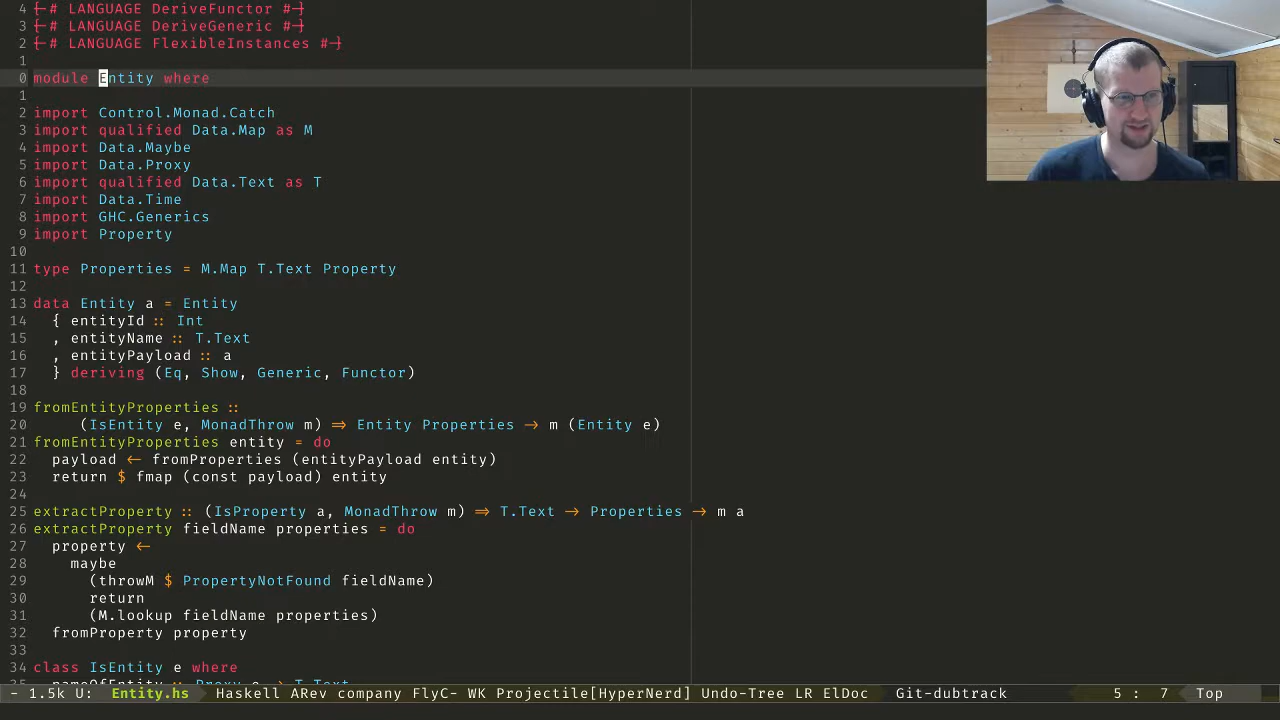 4 {-# LANGUAGE DeriveFunctor #-}
3 {-# LANGUAGE DeriveGeneric #-}
2 {-# LANGUAGE FlexibleInstances #-}
1
0 module Entity where
1
2 import Control.Monad.Catch
3 import qualified Data.Map as M
4 import Data.Maybe
5 import Data.Proxy
6 import qualified Data.Text as T
7 import Data.Time
8 import GHC.Generics
9 import Property
10
11 type Properties = M.Map T.Text Property
12
13 data Entity a = Entity
14   { entityId :: Int
15   , entityName :: T.Text
16   , entityPayload :: a
17   } deriving (Eq, Show, Generic, Functor)
18
19 fromEntityProperties ::
20      (IsEntity e, MonadThrow m) => Entity Properties -> m (Entity e)
21 fromEntityProperties entity = do
22   payload <- fromProperties (entityPayload entity)
23   return $ fmap (const payload) entity
24
25 extractProperty :: (IsProperty a, MonadThrow m) => T.Text -> Properties -> m a
26 extractProperty fieldName properties = do
27   property <-
28     maybe
29       (throwM $ PropertyNotFound fieldName)
30       return
31       (M.lookup fieldName properties)
32   fromProperty property
33
34 class IsEntity e where
35   nameOfEntity :: Proxy e -> T.Text
- 1.5k U: Entity.hs Haskell ARev company FlyC- WK Projectile[HyperNerd] Undo-Tree LR ElDoc Git-dubtrack 5 : 7 Top